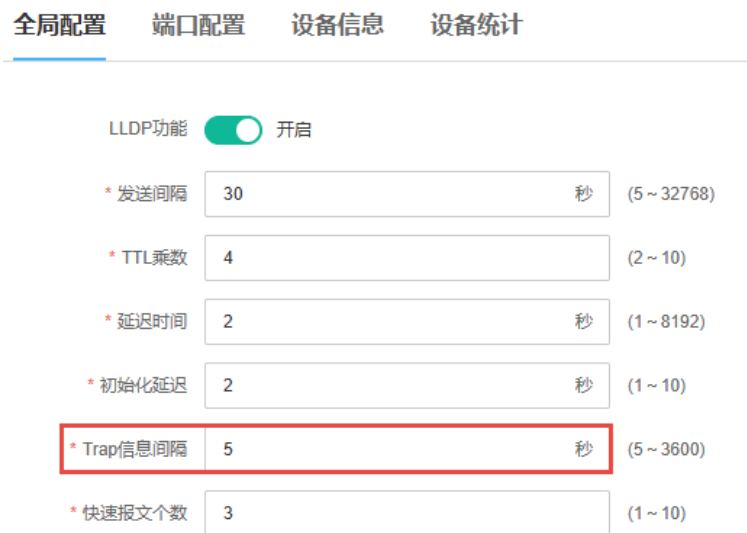 全局配置 端口配置 设备信息 设备统计
LLDP功能 开启
* 发送间隔 30 秒 (5 ~ 32768)
* TTL乘数 4 (2 ~ 10)
* 延迟时间 2 秒 (1 ~ 8192)
* 初始化延迟 2 秒 (1 ~ 10)
* Trap信息间隔 5 秒 (5 ~ 3600)
* 快速报文个数 3 (1 ~ 10)